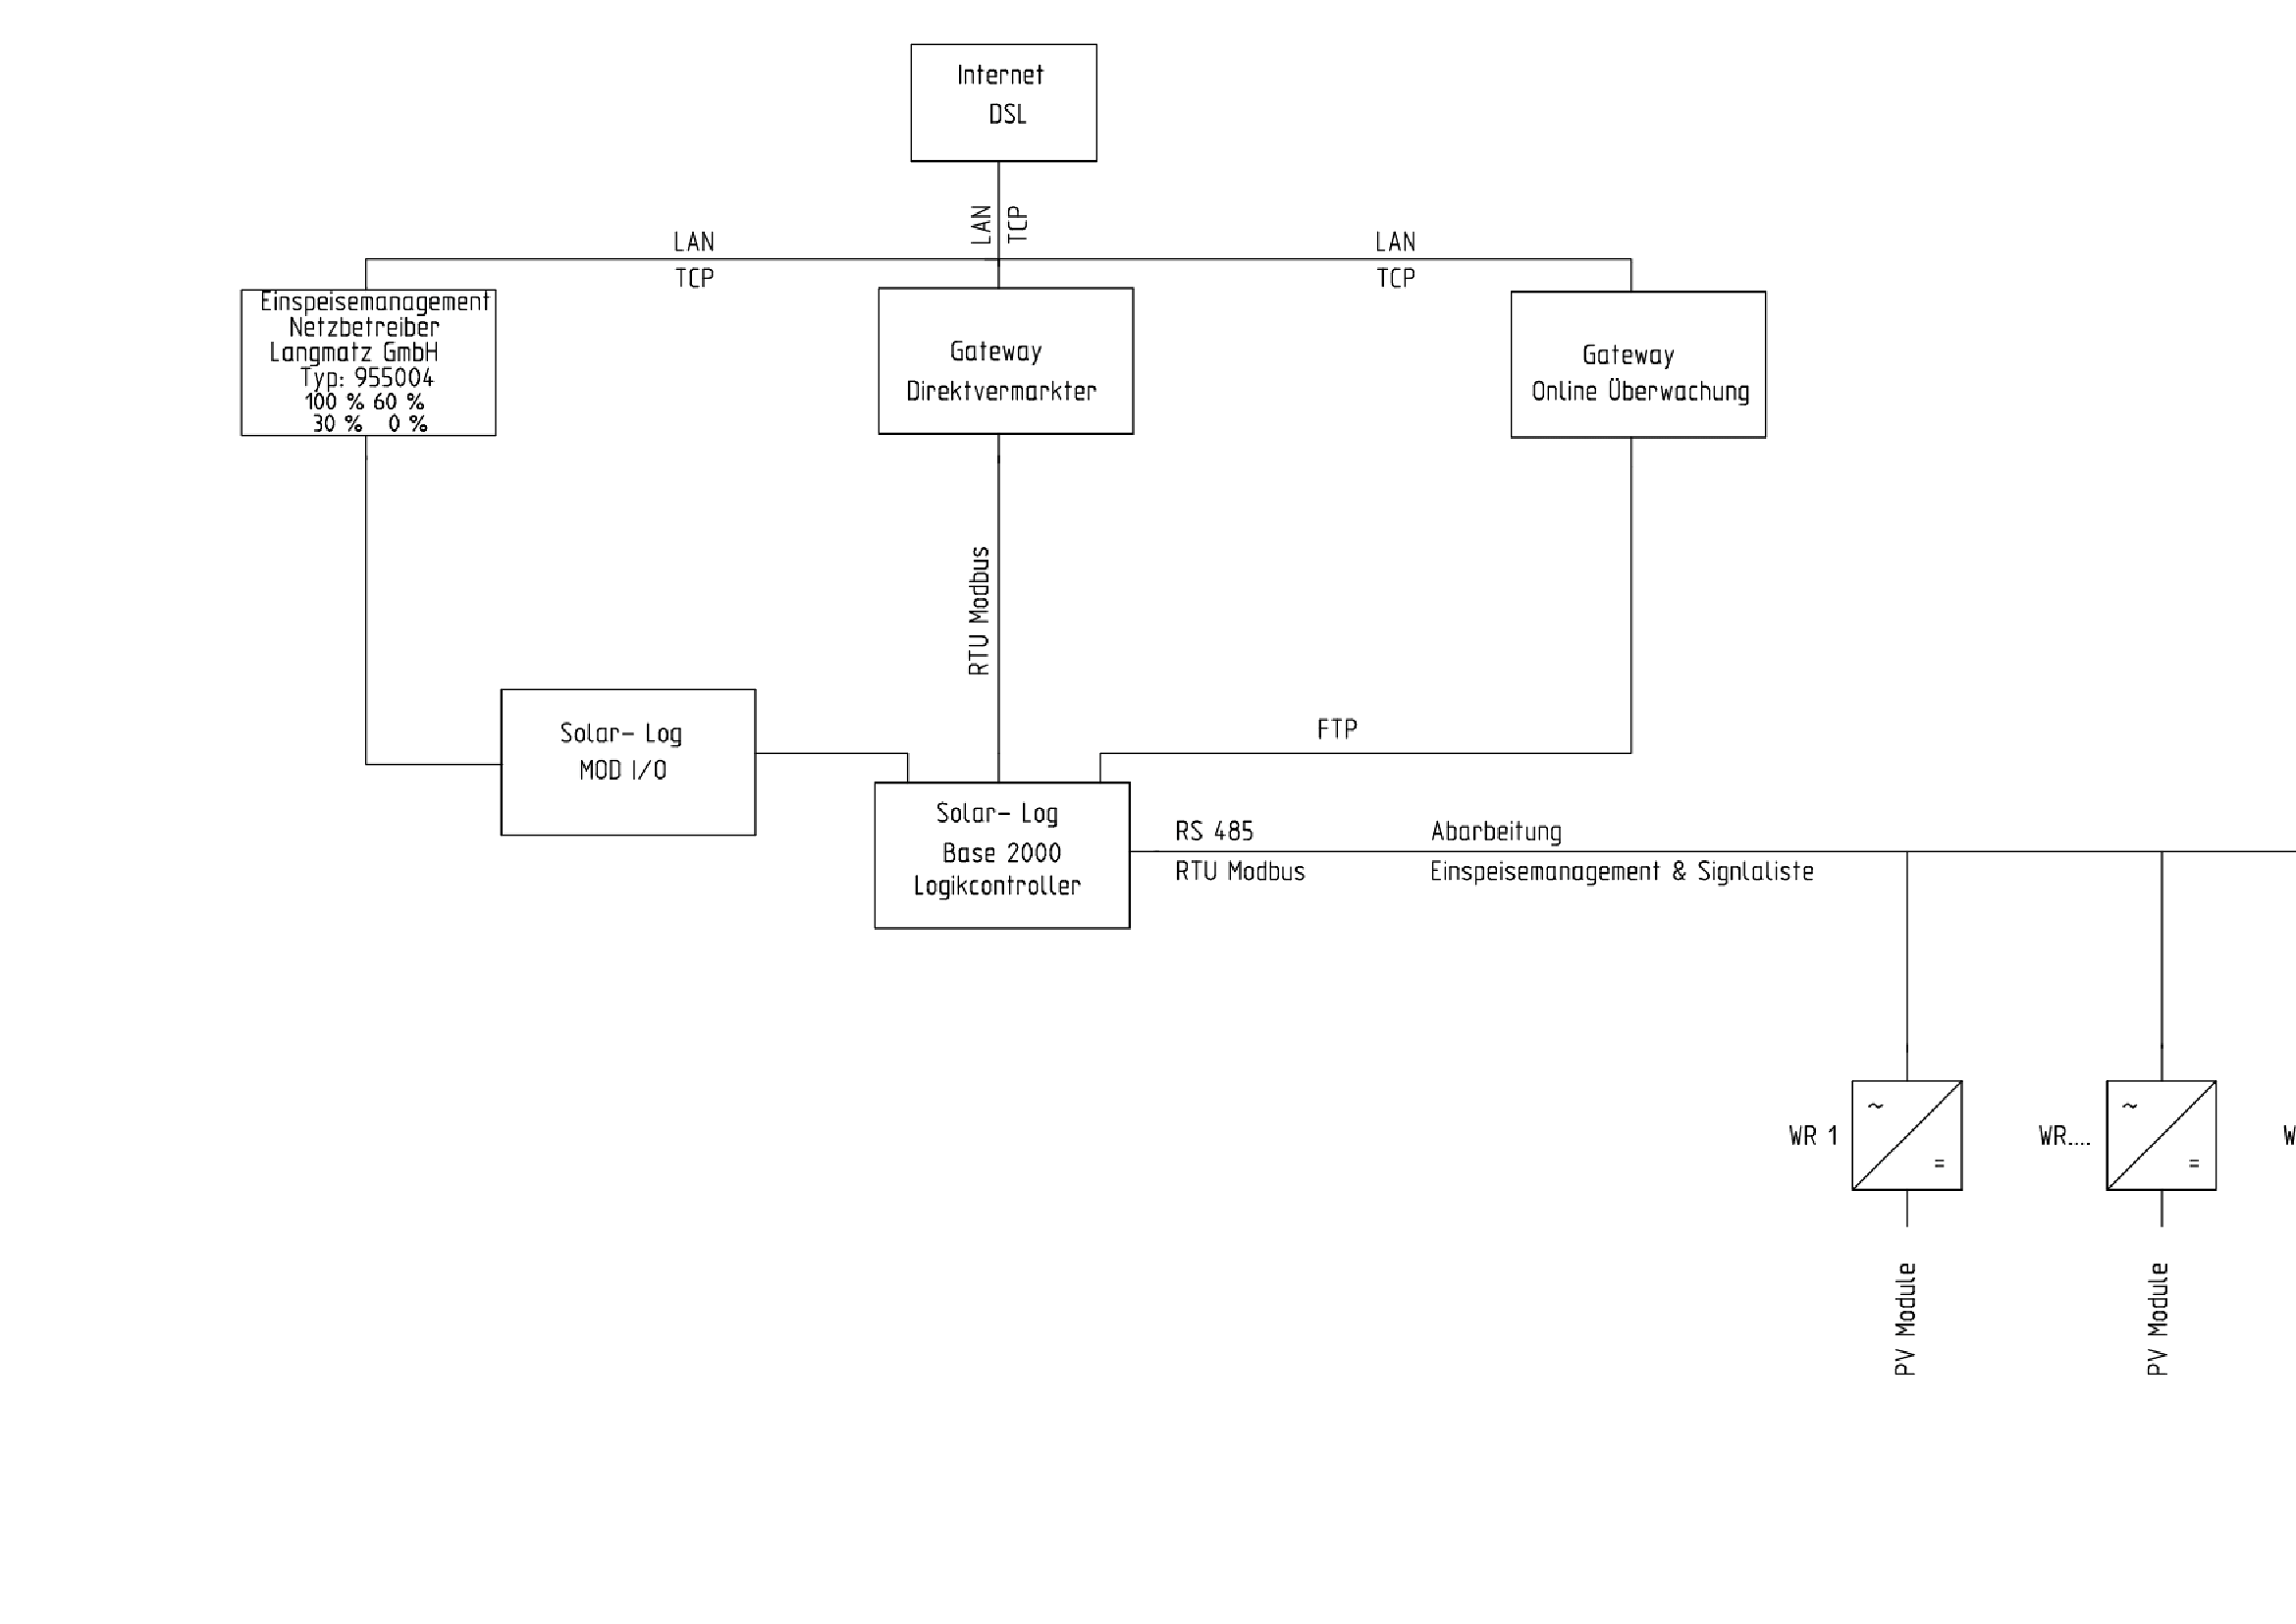 Internet
DSL
LAN
TCP
LAN
TCP
LAN
TCP
Einspeisemanagement
Netzbetreiber
Langmatz GmbH
Typ: 955004
100 % 60 %
30 % 0 %
Gateway
Direktvermarkter
Gateway
Online Überwachung
RTU Modbus
Solar- Log
MOD I/O
FTP
Solar- Log
Base 2000
Logikcontroller
RS 485
RTU Modbus
Abarbeitung
Einspeisemanagement & Signlaliste
~
=
WR 1
~
=
WR....
PV Module
PV Module